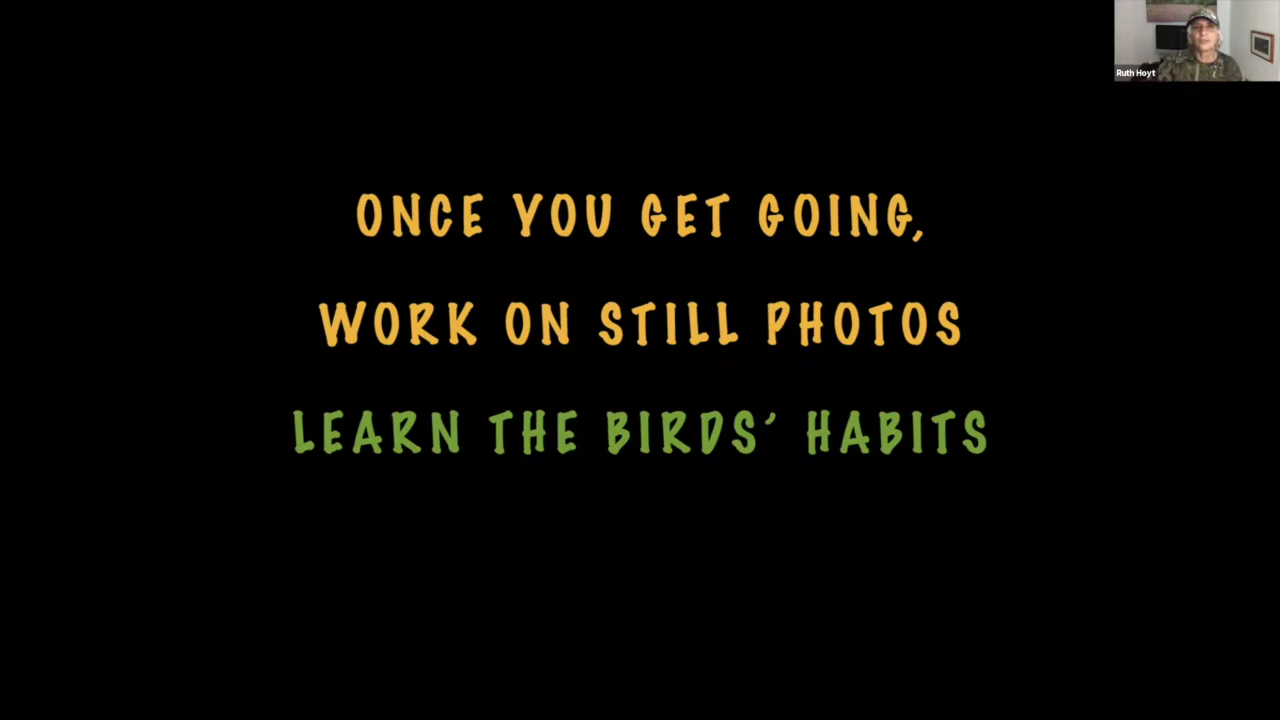 Ruth Hoyt
ONCE YOU GET GOING,
WORK ON STILL PHOTOS
LEARN THE BIRDS’ HABITS